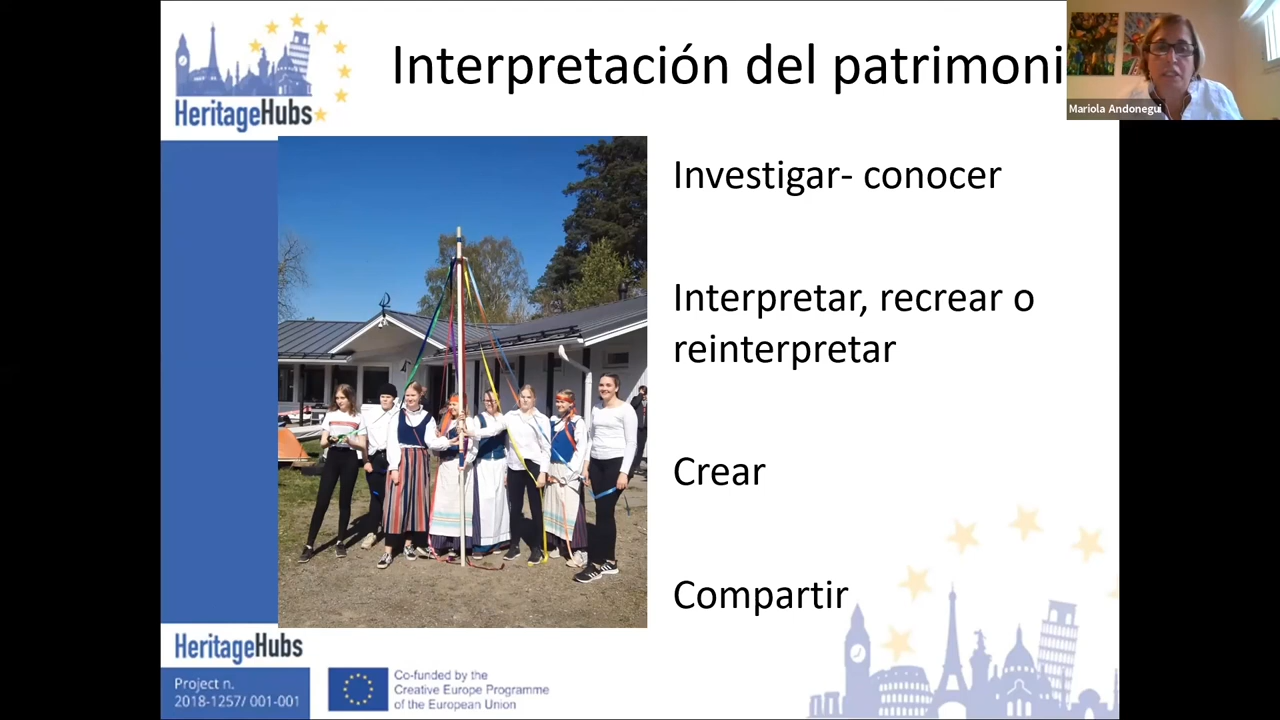 HeritageHubs
Interpretación del patrimoni
Mariola Andonegui
Investigar- conocer
Interpretar, recrear o
reinterpretar
Crear
Compartir
HeritageHubs
Project n.
2018-1257/ 001-001
Co-funded by the
Creative Europe Programme
of the European Union